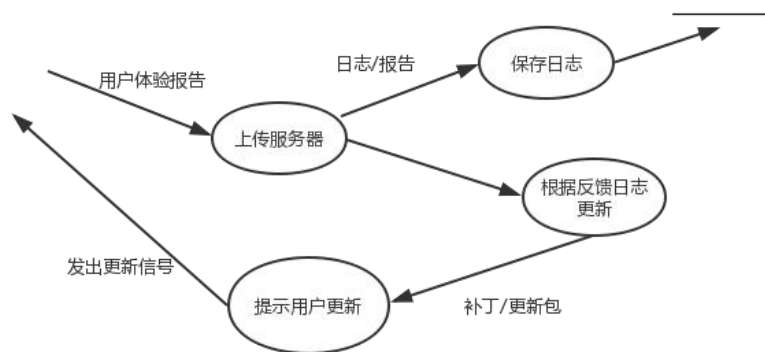 日志/报告
保存日志
用户体验报告
上传服务器
根据反馈日志
更新
发出更新信号
提示用户更新
补丁/更新包